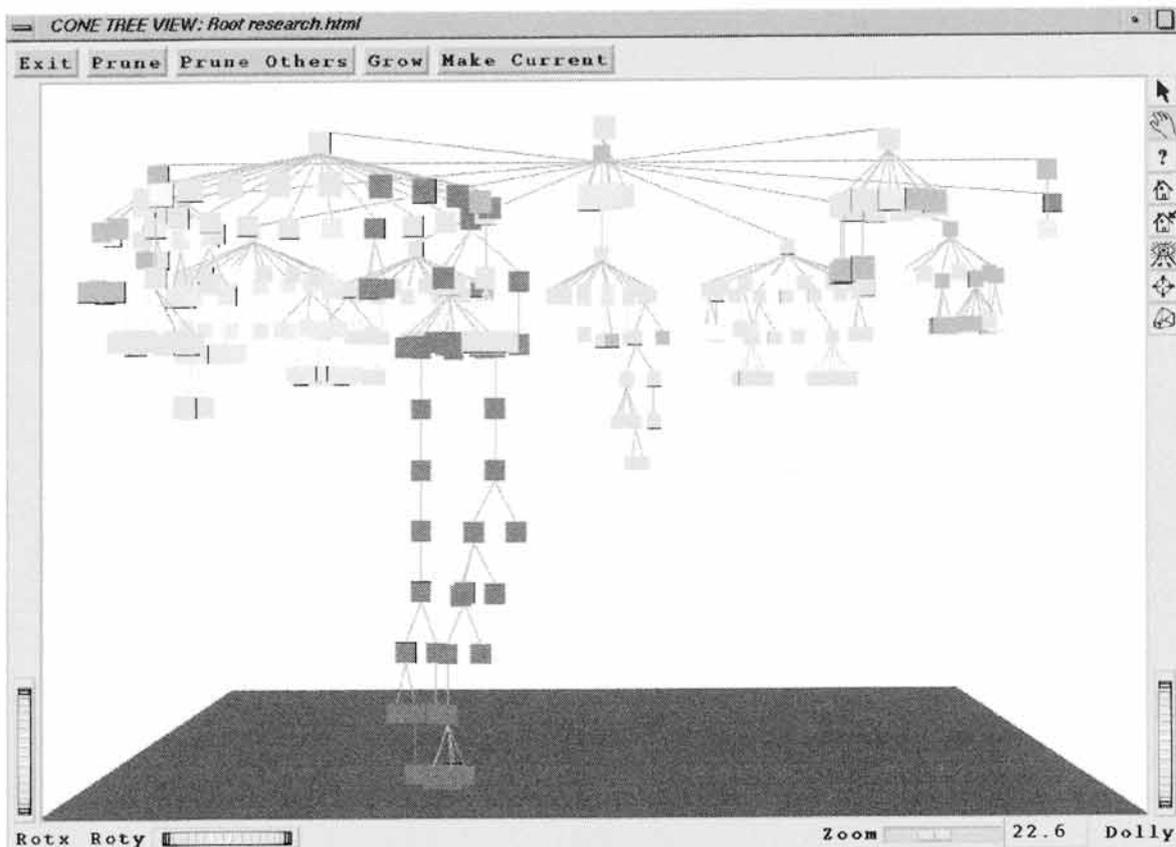 CONE TREE VIEW: Root research.html
Exit Prune Prune Others Grow Make Current
?
Rotx Roty Zoom 22.6 Dolly